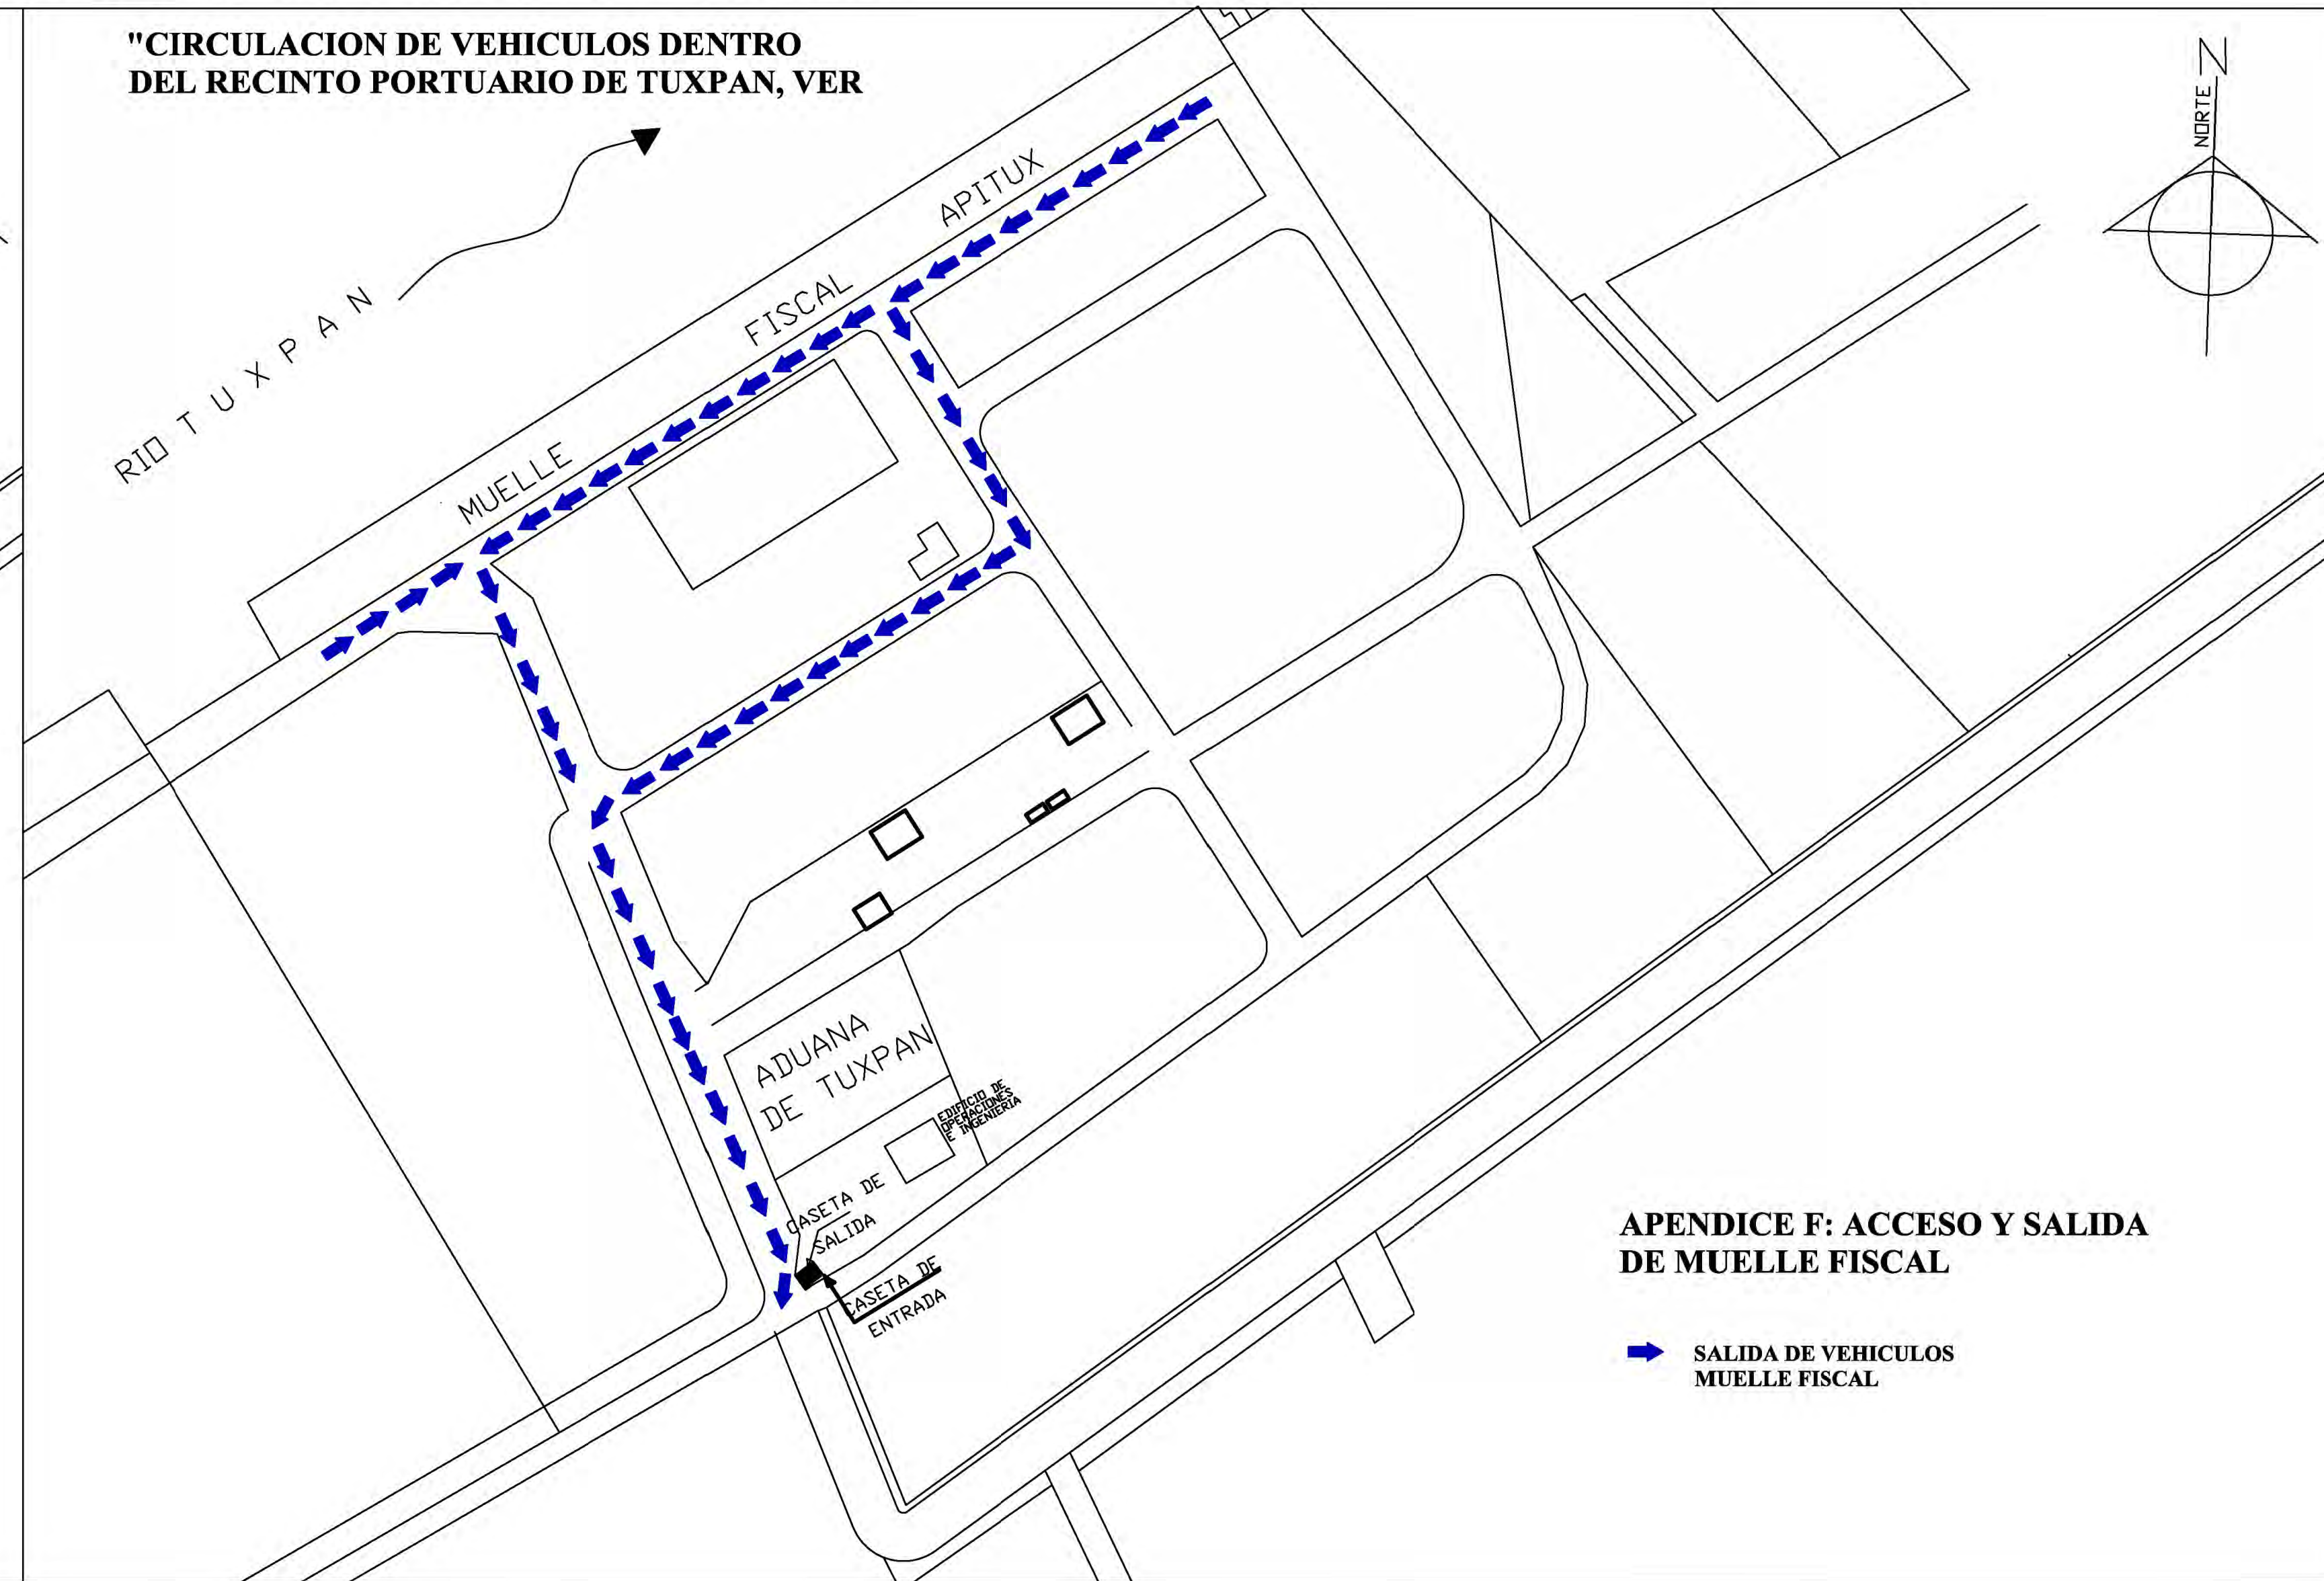 "CIRCULACION DE VEHICULOS DENTRO
DEL RECINTO PORTUARIO DE TUXPAN, VER
N
NORTE
RIO TUXPAN
MUELLE FISCAL APITUX
ADUANA
DE TUXPAN
EDIFICIO DE
OPERACIONES
E INGENIERIA
CASETA DE
SALIDA
CASETA DE
ENTRADA
APENDICE F: ACCESO Y SALIDA
DE MUELLE FISCAL
SALIDA DE VEHICULOS
MUELLE FISCAL